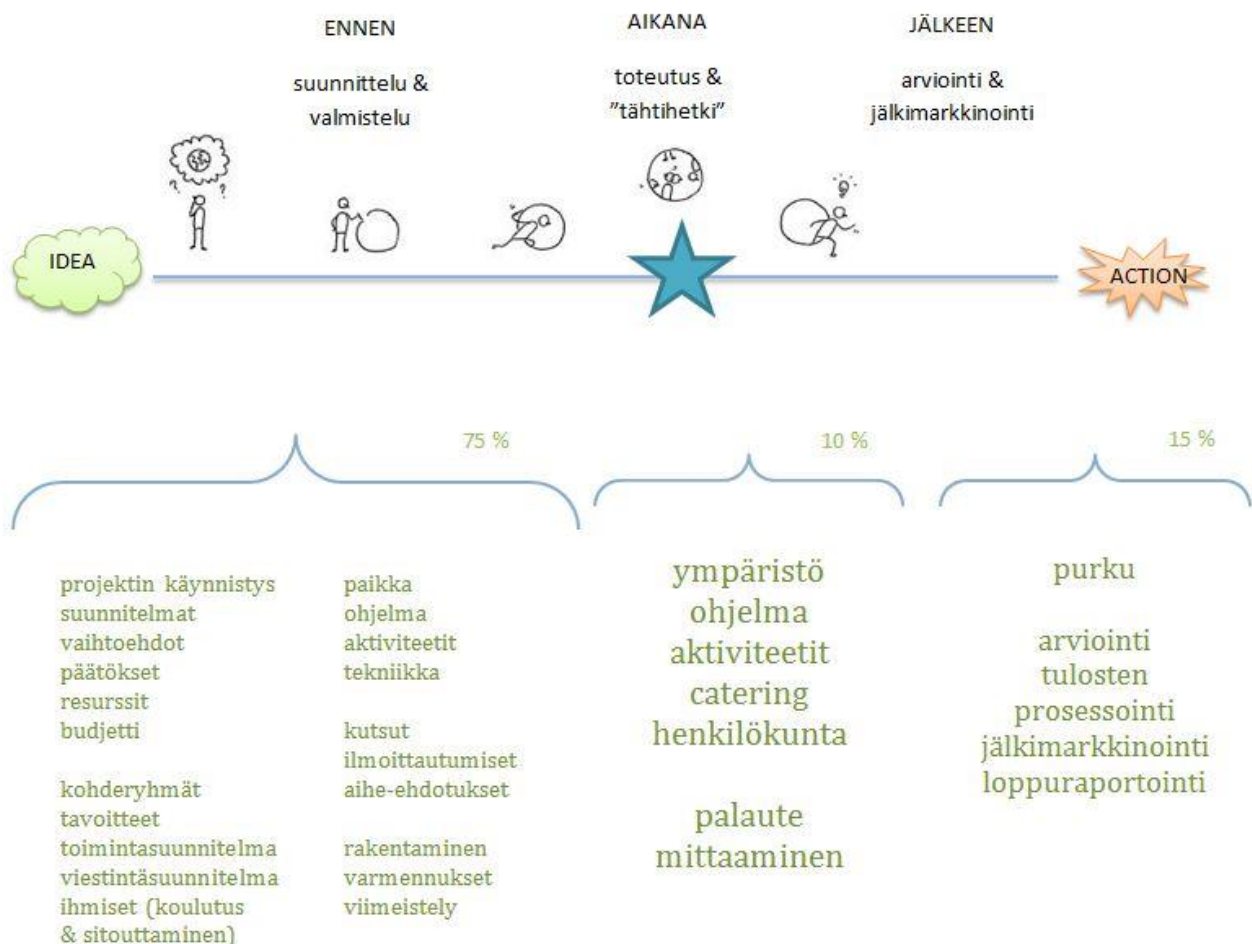 ENNEN
suunnittelu &
valmistelu
AIKANA
toteutus &
"tähtihetki"
JÄLKEEN
arviointi &
jälkimarkkinointi
? ?
IDEA
ACTION
75 %
10 %
15 %
projektin käynnistys
suunnitelmat
vaihtoehdot
päätökset
resurssit
budjetti
kohderyhmät
tavoitteet
toimintasuunnitelma
viestintäsuunnitelma
ihmiset (koulutus
& sitouttaminen)
paikka
ohjelma
aktiviteetit
tekniikka
kutsut
ilmoittautumiset
aihe-ehdotukset
rakentaminen
varmennukset
viimeistely
ympäristö
ohjelma
aktiviteetit
catering
henkilökunta
palaute
mittaaminen
purku
arviointi
tulosten
prosessointi
jälkimarkkinointi
loppuraportointi